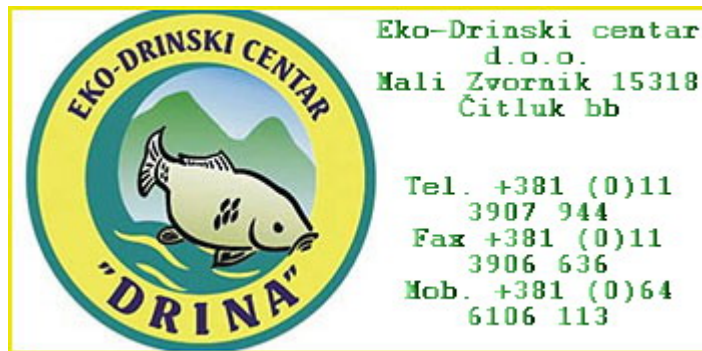 EKO-DRINSKI CENTAR
"DRINA"
Eko-Drinski centar
d.o.o.
Mali Zvornik 15318
Čitluk bb
Tel. +381 (0)11
3907 944
Fax +381 (0)11
3906 636
Mob. +381 (0)64
6106 113